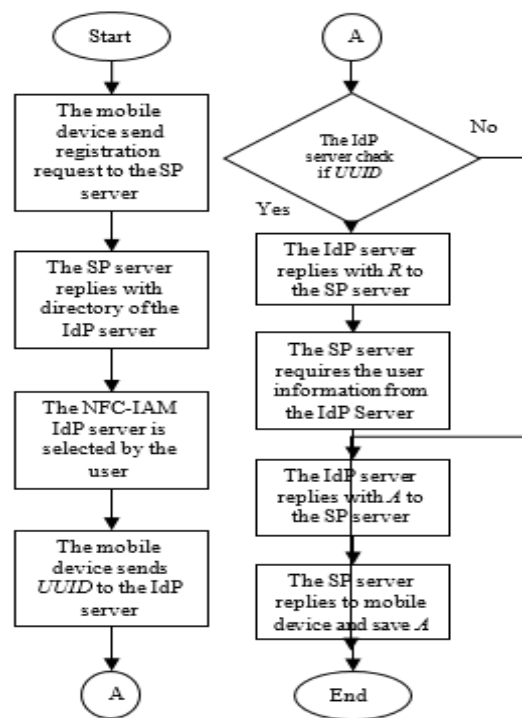 Start
The mobile
device send
registration
request to the SP
server
The SP server
replies with
directory of the
IdP server
The NFC-IAM
IdP server is
selected by the
user
The mobile
device sends
UUID to the IdP
server
A
A
The IdP
server check
if UUID
No
Yes
The IdP server
replies with R to
the SP server
The SP server
requires the user
information from
the IdP Server
The IdP server
replies with A to
the SP server
The SP server
replies to mobile
device and save A
End